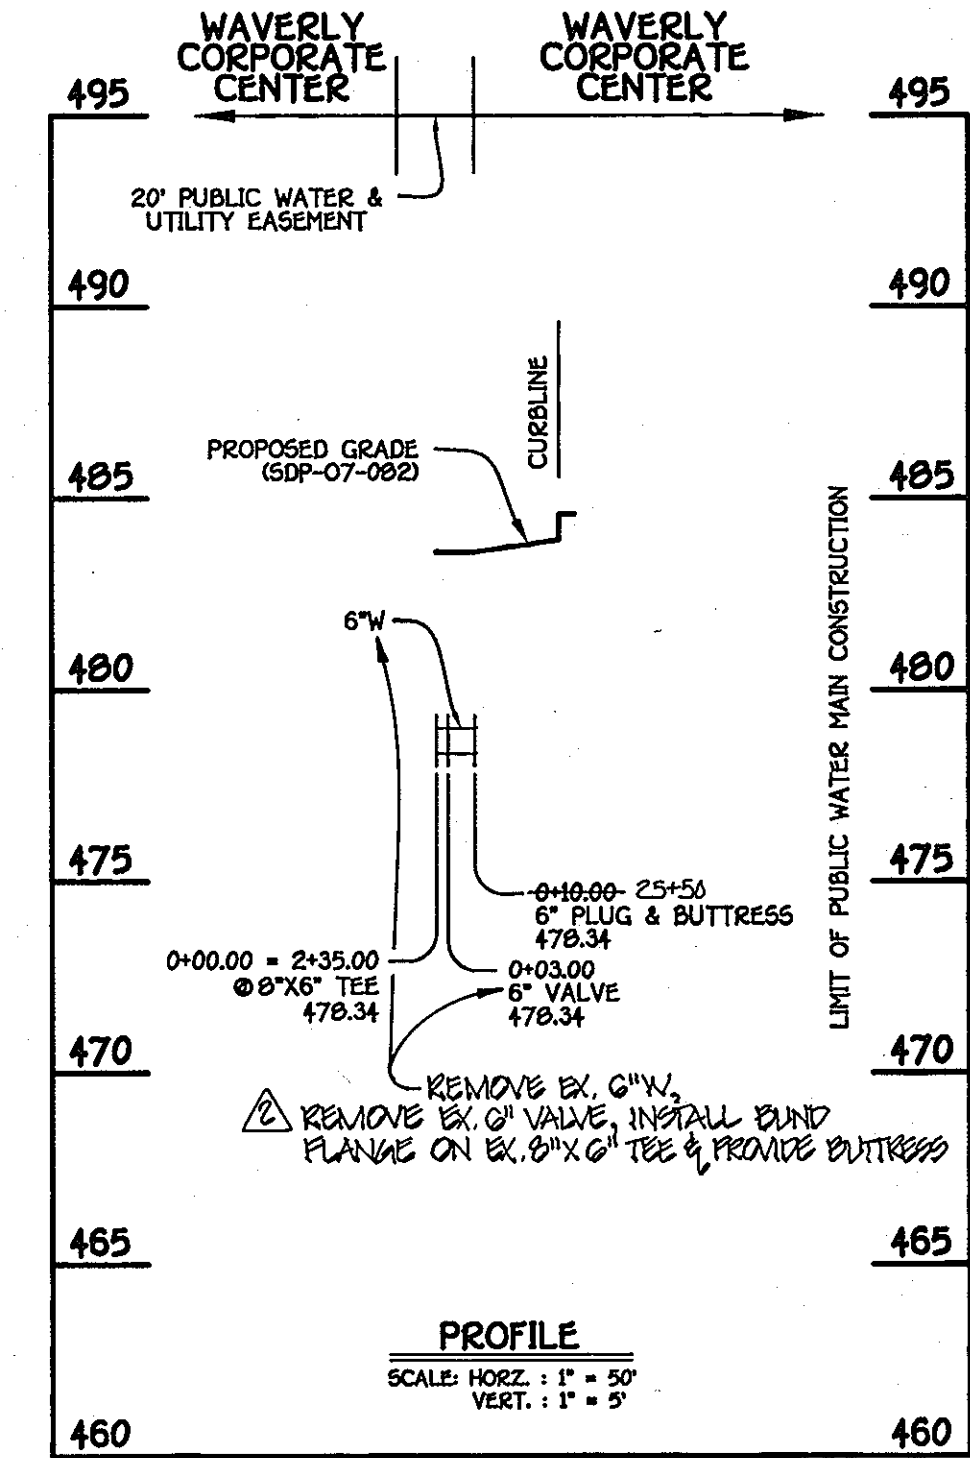 WAVERLY
CORPORATE
CENTER
WAVERLY
CORPORATE
CENTER
495
495
20' PUBLIC WATER &
UTILITY EASEMENT
490
490
CURBLINE
PROPOSED GRADE
(SDP-07-082)
485
485
LIMIT OF PUBLIC WATER MAIN CONSTRUCTION
6"W
480
480
475
475
0+10.00 25+50
6" PLUG & BUTTRESS
478.34
0+00.00 = 2+35.00
@ 8"X6" TEE
478.34
0+03.00
6" VALVE
478.34
470
470
REMOVE EX. 6"W,
2 REMOVE EX. 6" VALVE, INSTALL BLIND
FLANGE ON EX. 8"X6" TEE & PROVIDE BUTTRESS
465
465
PROFILE
SCALE: HORZ. : 1" = 50'
VERT. : 1" = 5'
460
460